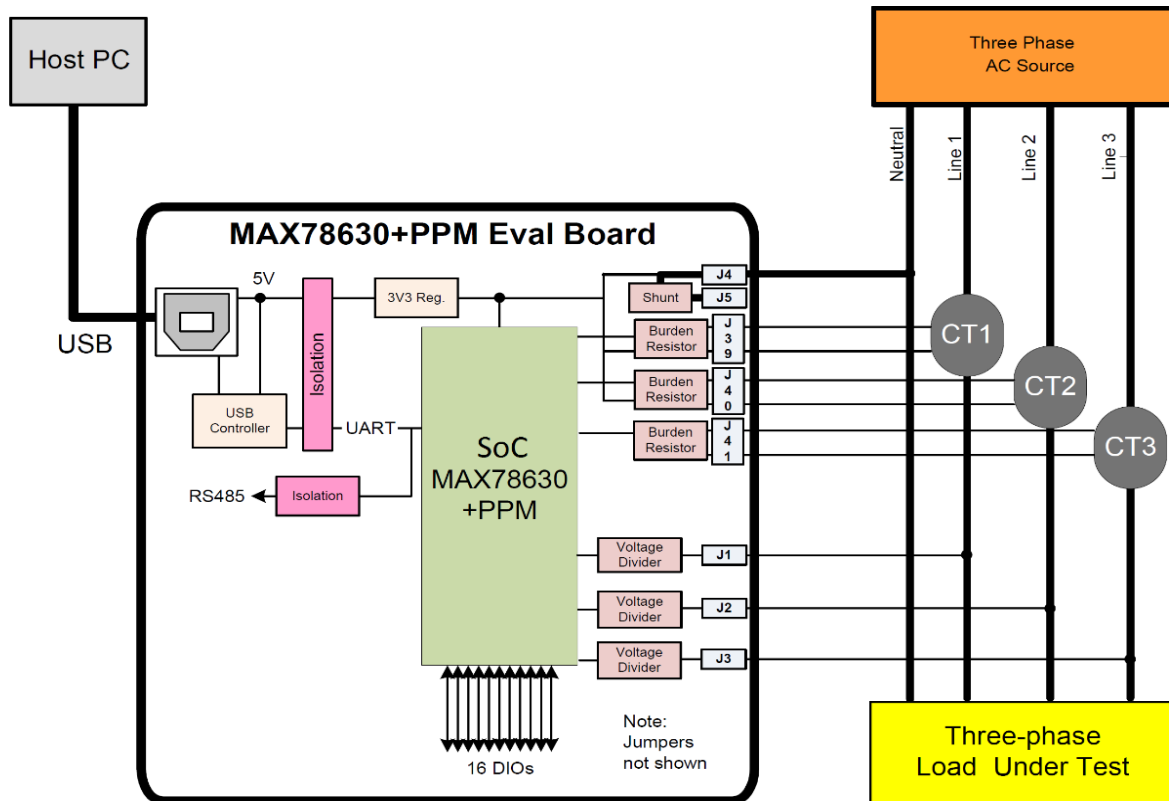 Host PC
Three Phase
AC Source
Neutral
Line 1
Line 2
Line 3
MAX78630+PPM Eval Board
5V
USB
Isolation
3V3 Reg.
USB
Controller
UART
RS485
Isolation
SoC
MAX78630
+PPM
Shunt
J4
J5
Burden
Resistor
J
3
9
Burden
Resistor
J
4
0
Burden
Resistor
J
4
1
CT1
CT2
CT3
Voltage
Divider
J1
Voltage
Divider
J2
Voltage
Divider
J3
16 DIOs
Note:
Jumpers
not shown
Three-phase
Load Under Test